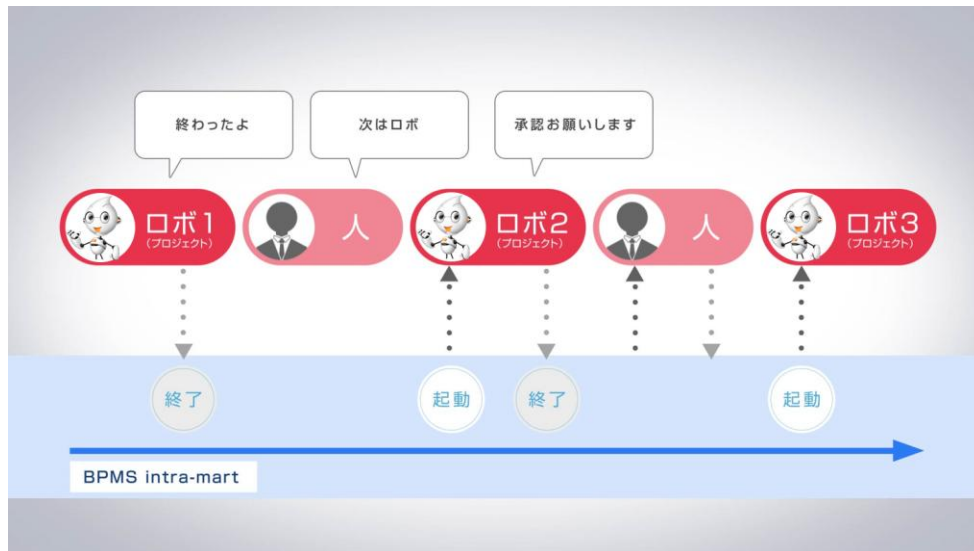 終わったよ
次はロボ
承認お願いします
ロボ1
(プロジェクト)
人
ロボ2
(プロジェクト)
人
ロボ3
(プロジェクト)
終了
起動
終了
起動
BPMS intra-mart